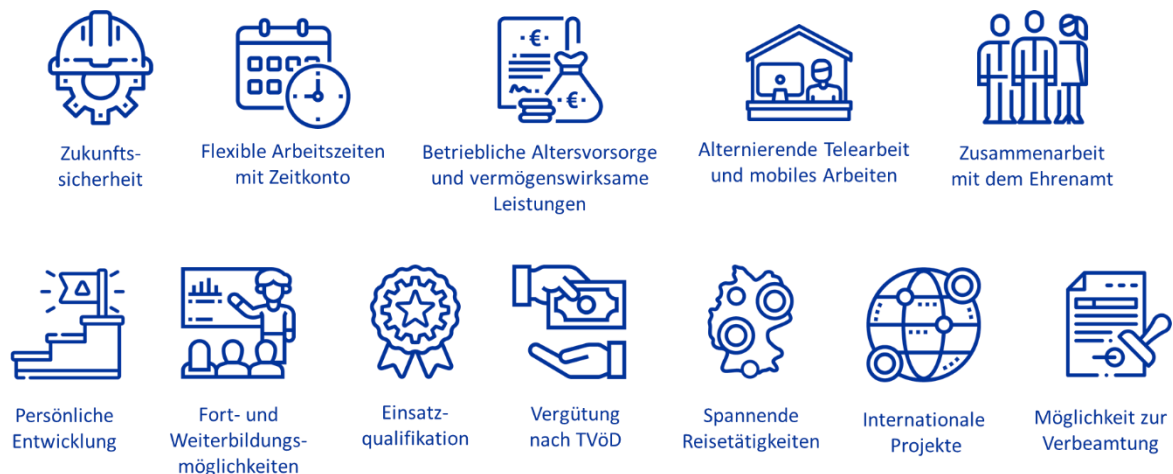 Zukunfts-
sicherheit
Flexible Arbeitszeiten
mit Zeitkonto
Betriebliche Altersvorsorge
und vermögenswirksame
Leistungen
Alternierende Telearbeit
und mobiles Arbeiten
Zusammenarbeit
mit dem Ehrenamt
Persönliche
Entwicklung
Fort- und
Weiterbildungs-
möglichkeiten
Einsatz-
qualifikation
Vergütung
nach TVöD
Spannende
Reisetätigkeiten
Internationale
Projekte
Möglichkeit zur
Verbeamtung